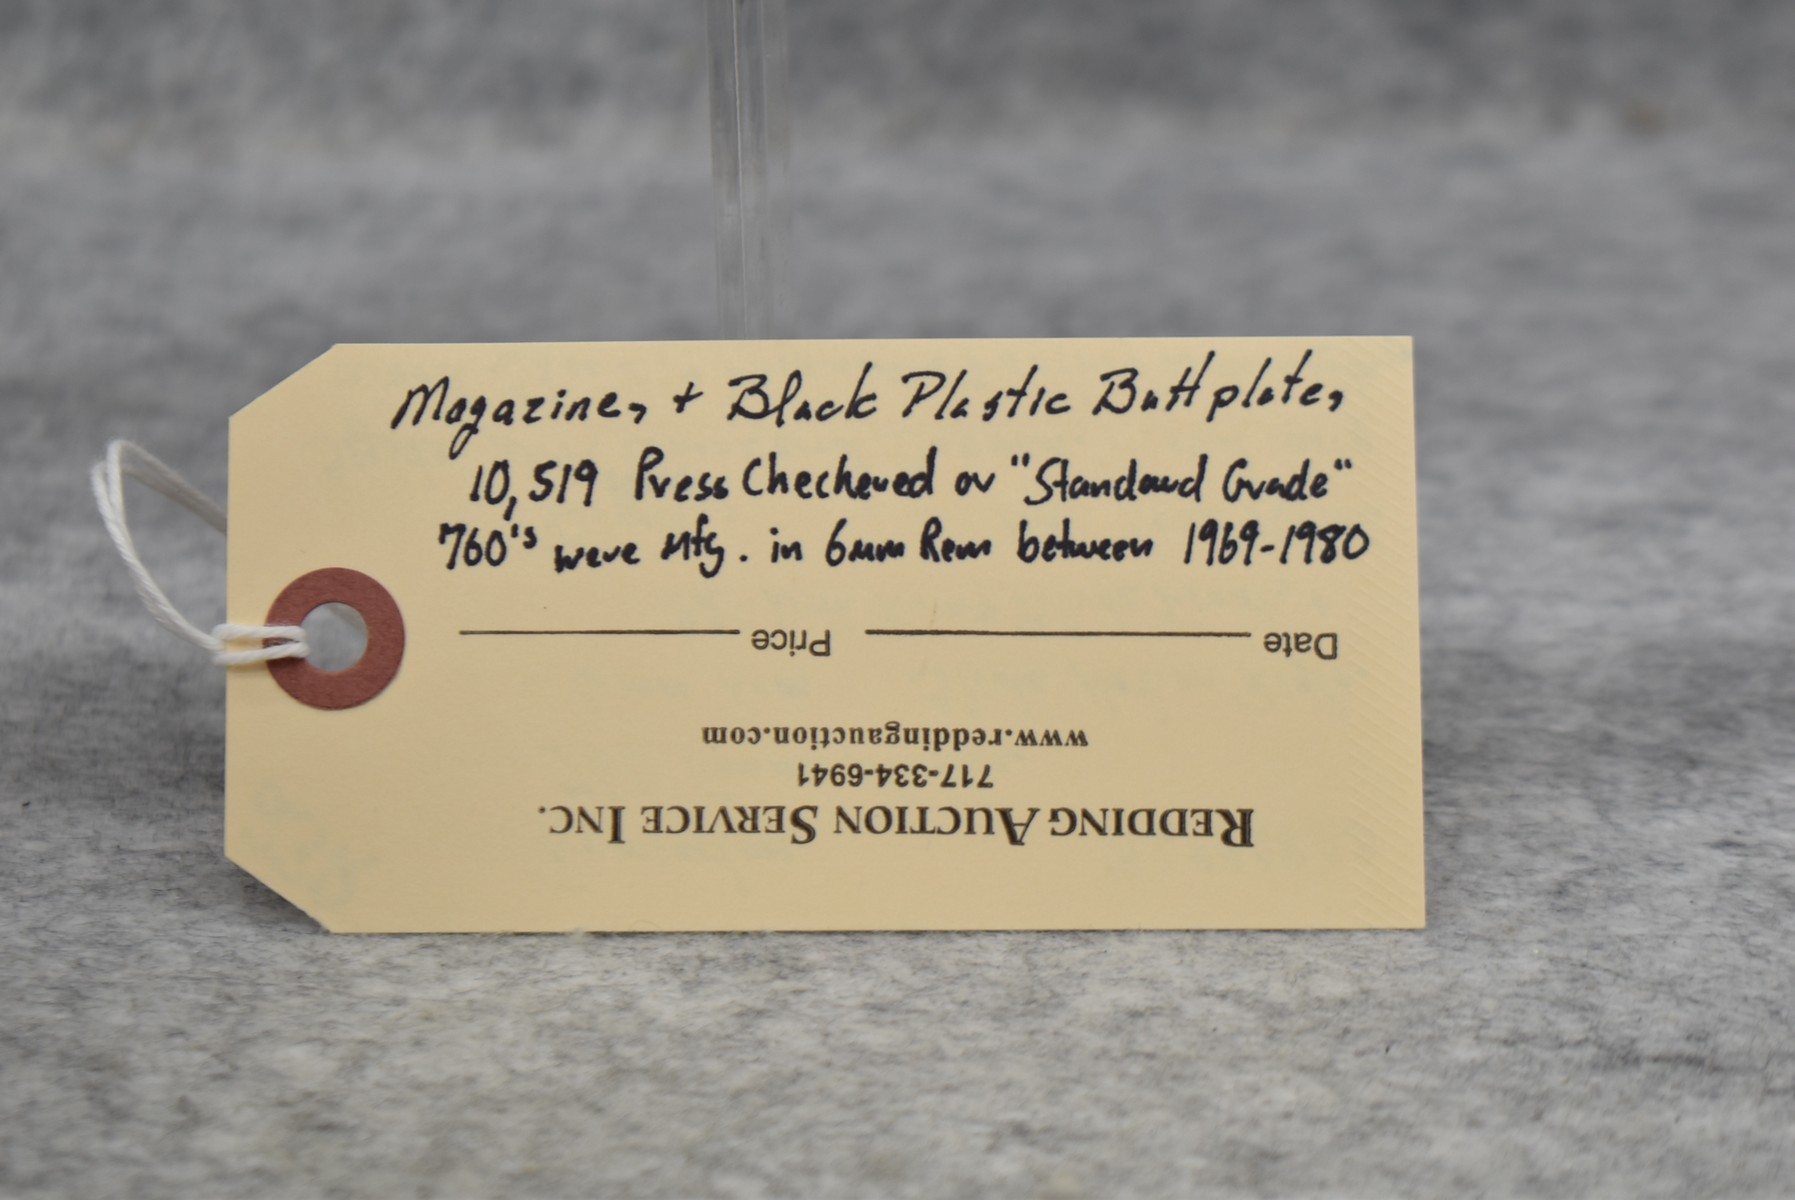 Magazine, + Black Plastic Buttplate,
10,519 Press Checkered or "Standard Grade"
760's were Mfg. in 6mm Rem between 1969-1980
Date Price
www.reddingauction.com
717-334-6941
REDDING AUCTION SERVICE INC.